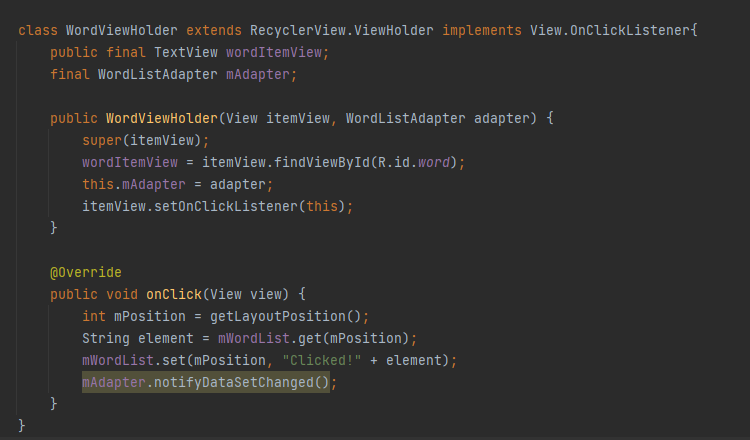 class WordViewHolder extends RecyclerView.ViewHolder implements View.OnClickListener{
    public final TextView wordItemView;
    final WordListAdapter mAdapter;

    public WordViewHolder(View itemView, WordListAdapter adapter) {
        super(itemView);
        wordItemView = itemView.findViewById(R.id.word);
        this.mAdapter = adapter;
        itemView.setOnClickListener(this);
    }

    @Override
    public void onClick(View view) {
        int mPosition = getLayoutPosition();
        String element = mWordList.get(mPosition);
        mWordList.set(mPosition, "Clicked!" + element);
        mAdapter.notifyDataSetChanged();
    }
}